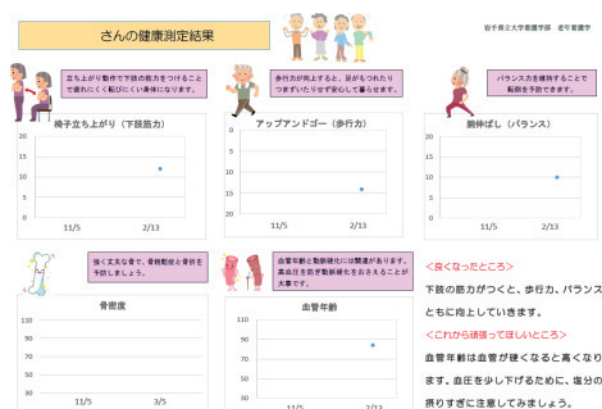 さんの健康測定結果
岩手県立大学看護学部　老年看護学
立ち上がり動作で下肢の筋力をつけること
で疲れにくく転びにくい身体になります。
歩行力が向上すると、足がもつれたり
つまずいたりせず安心して暮らせます。
バランス力を維持することで
転倒を予防できます。
椅子立ち上がり（下肢筋力）
20
15
10
5
0
11/5 2/13
アップアンドゴー（歩行力）
0
5
10
15
20
11/5 2/13
腕伸ばし（バランス）
20
15
10
5
0
11/5 2/13
強く丈夫な骨で、骨粗鬆症と骨折を
予防しましょう。
血管年齢と動脈硬化には関連があります。
高血圧を防ぎ動脈硬化をおさえることが
大事です。
骨密度
110
90
70
50
30
11/5 3/5
血管年齢
110
90
70
50
30
11/5 2/13
＜良くなったところ＞
下肢の筋力がつくと、歩行力、バランス
ともに向上していきます。
＜これから頑張ってほしいところ＞
血管年齢は血管が硬くなると高くなり
ます。血圧を少し下げるために、塩分の
摂りすぎに注意してみましょう。